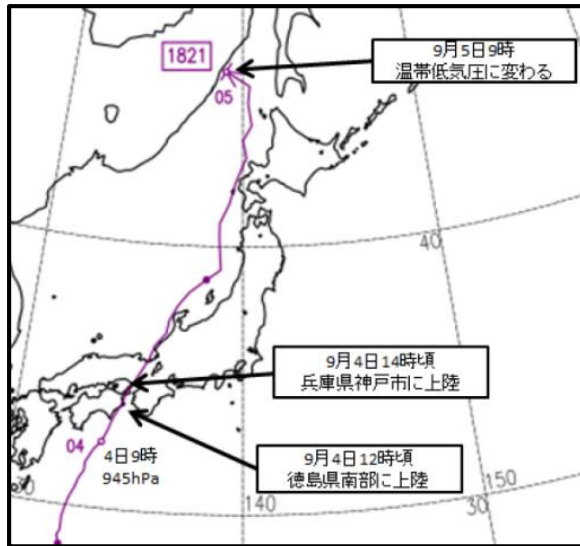 1821
9月5日9時
温帯低気圧に変わる
05
40
9月4日14時頃
兵庫県神戸市に上陸
04
4日9時
945hPa
9月4日12時頃
徳島県南部に上陸
30
140
30
150